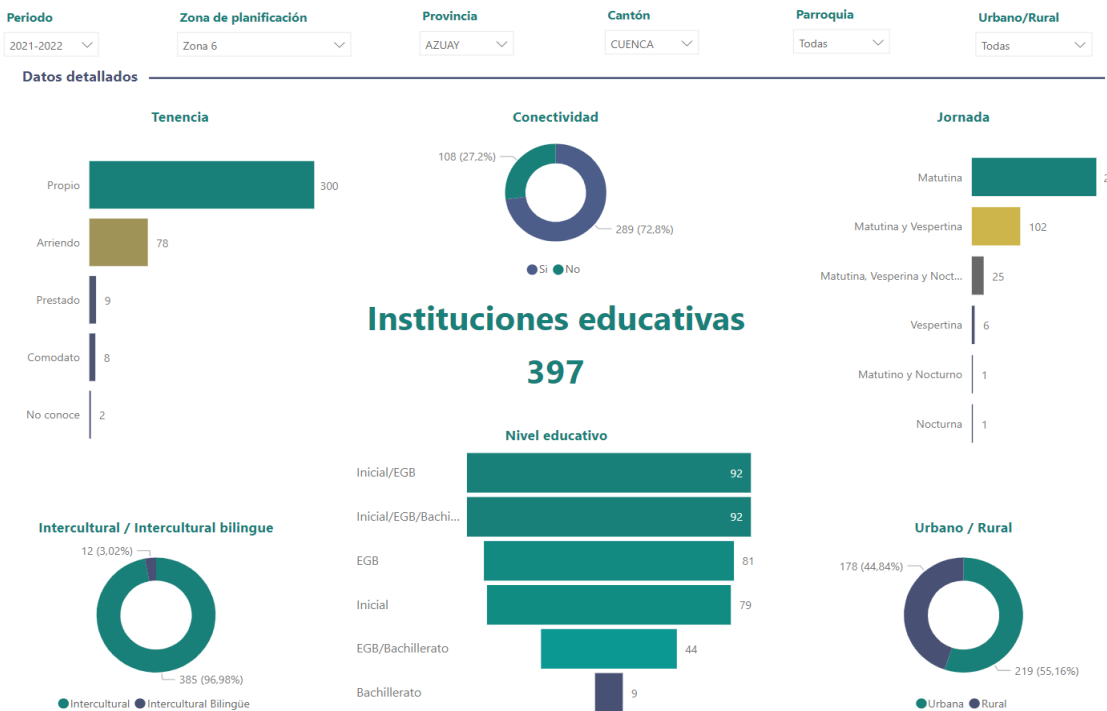 Periodo
Zona de planificación
Provincia
Cantón
Parroquia
Urbano/Rural
2021-2022
Zona 6
AZUAY
CUENCA
Todas
Todas
Datos detallados
Tenencia
Propio 300
Arriendo 78
Prestado 9
Comodato 8
No conoce 2
Conectividad
108 (27,2%)
289 (72,8%)
Si No
Jornada
Matutina
Matutina y Vespertina 102
Matutina, Vesperina y Noct... 25
Vespertina 6
Matutino y Nocturno 1
Nocturna 1
Instituciones educativas
397
Nivel educativo
Inicial/EGB 92
Inicial/EGB/Bachi... 92
EGB 81
Inicial 79
EGB/Bachillerato 44
Bachillerato 9
Intercultural / Intercultural bilingue
12 (3,02%)
385 (96,98%)
Intercultural Intercultural Bilingüe
Urbano / Rural
178 (44,84%)
219 (55,16%)
Urbana Rural